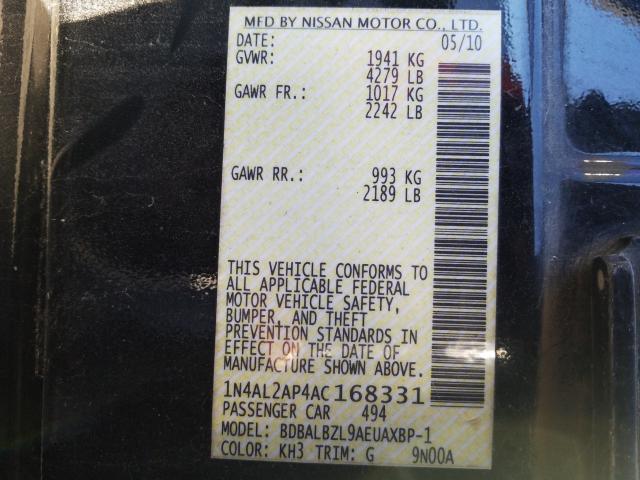 MFD BY NISSAN MOTOR CO., LTD.
DATE: 05/10
GVWR: 1941 KG
4279 LB
GAWR FR.: 1017 KG
2242 LB
GAWR RR.: 993 KG
2189 LB
THIS VEHICLE CONFORMS TO
ALL APPLICABLE FEDERAL
MOTOR VEHICLE SAFETY,
BUMPER, AND THEFT
PREVENTION STANDARDS IN
EFFECT ON THE DATE OF
MANUFACTURE SHOWN ABOVE.
1N4AL2AP4AC168331
PASSENGER CAR 494
MODEL: BDBALBZL9AEUAXBP-1
COLOR: KH3 TRIM: G 9N00A